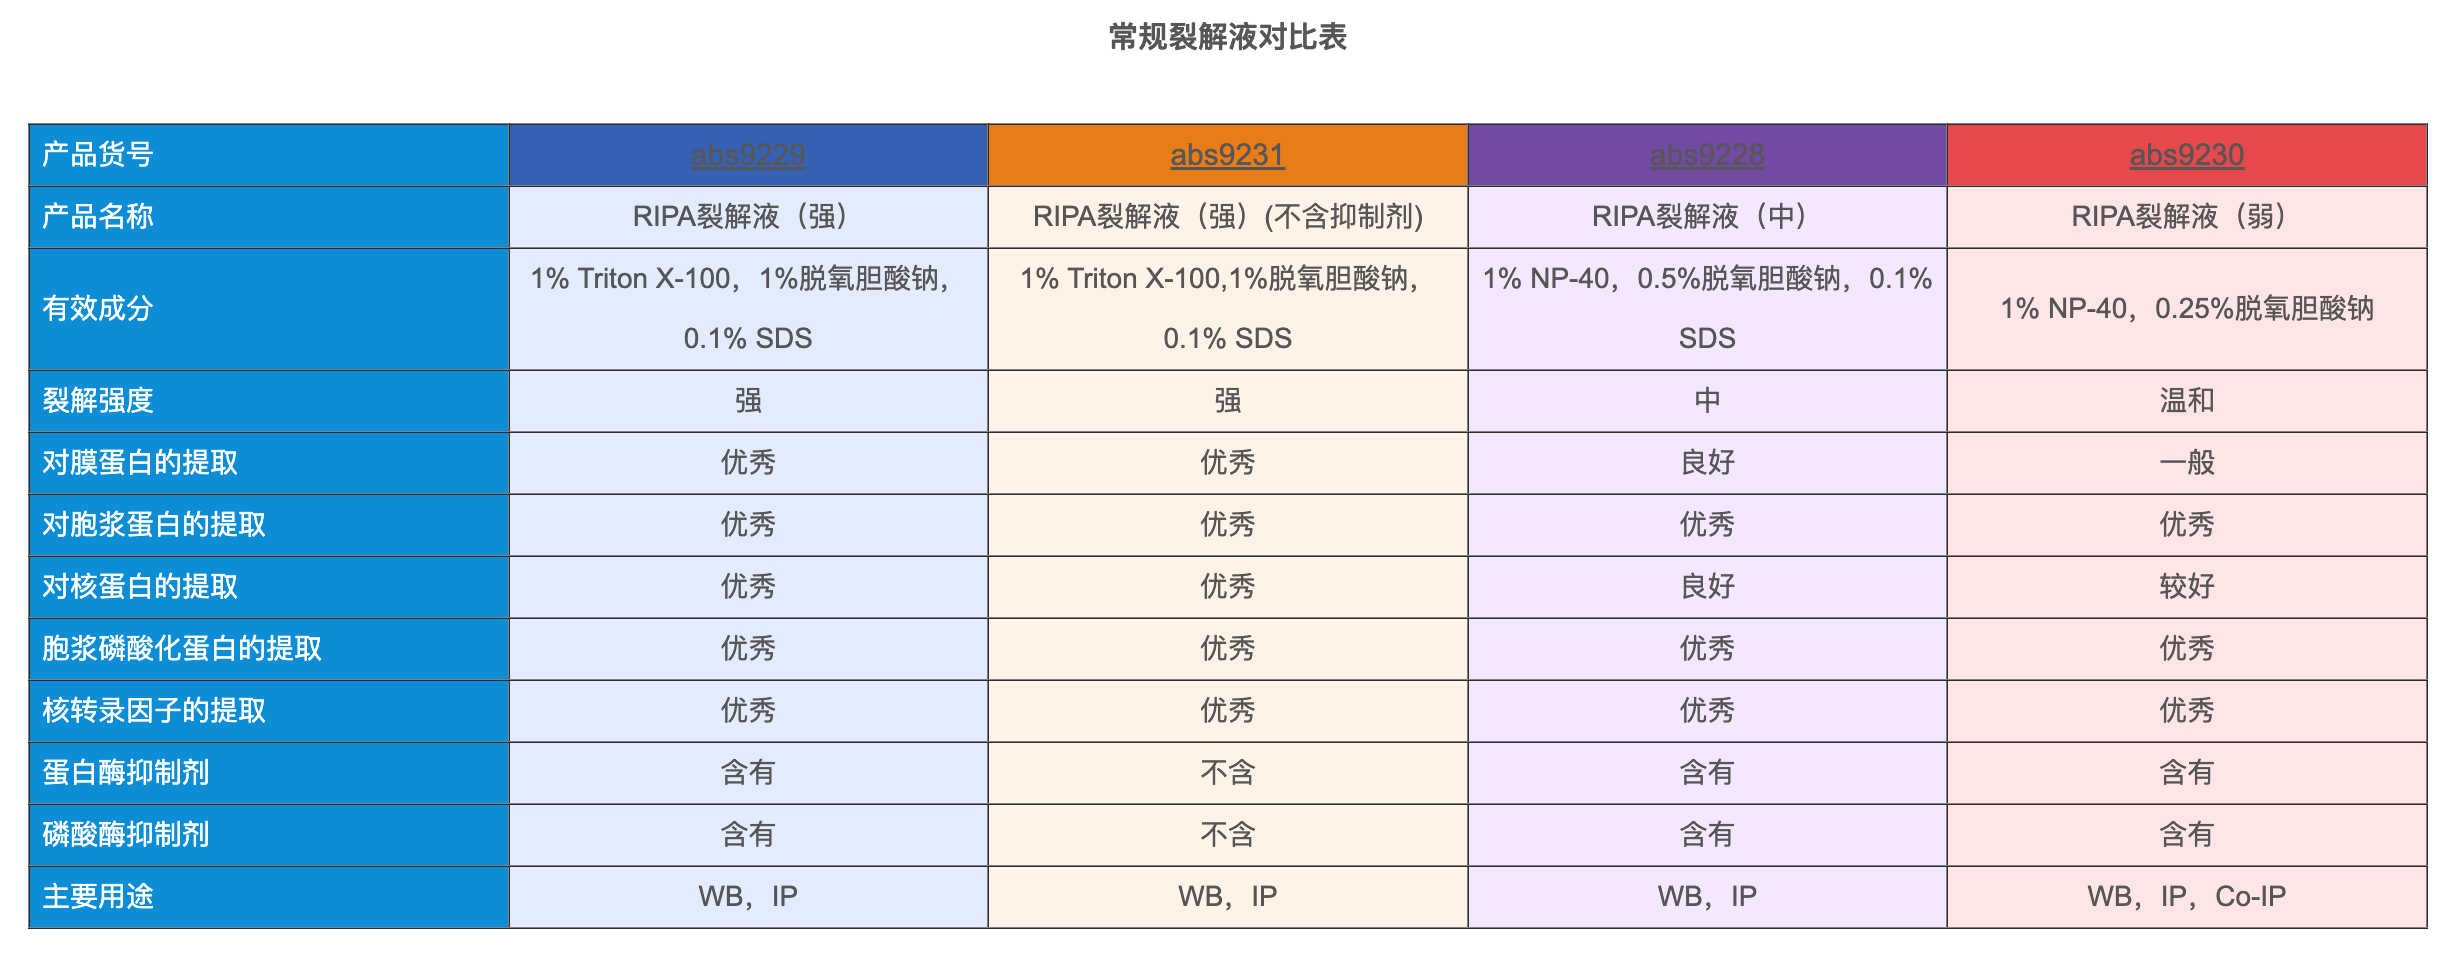 常规裂解液对比表
产品货号 abs9229 abs9231 abs9228 abs9230
产品名称 RIPA裂解液（强） RIPA裂解液（强）(不含抑制剂) RIPA裂解液（中） RIPA裂解液（弱）
有效成分 1% Triton X-100，1%脱氧胆酸钠，0.1% SDS 1% Triton X-100,1%脱氧胆酸钠，0.1% SDS 1% NP-40，0.5%脱氧胆酸钠，0.1% SDS 1% NP-40，0.25%脱氧胆酸钠
裂解强度 强 强 中 温和
对膜蛋白的提取 优秀 优秀 良好 一般
对胞浆蛋白的提取 优秀 优秀 优秀 优秀
对核蛋白的提取 优秀 优秀 良好 较好
胞浆磷酸化蛋白的提取 优秀 优秀 优秀 优秀
核转录因子的提取 优秀 优秀 优秀 优秀
蛋白酶抑制剂 含有 不含 含有 含有
磷酸酶抑制剂 含有 不含 含有 含有
主要用途 WB，IP WB，IP WB，IP WB，IP，Co-IP